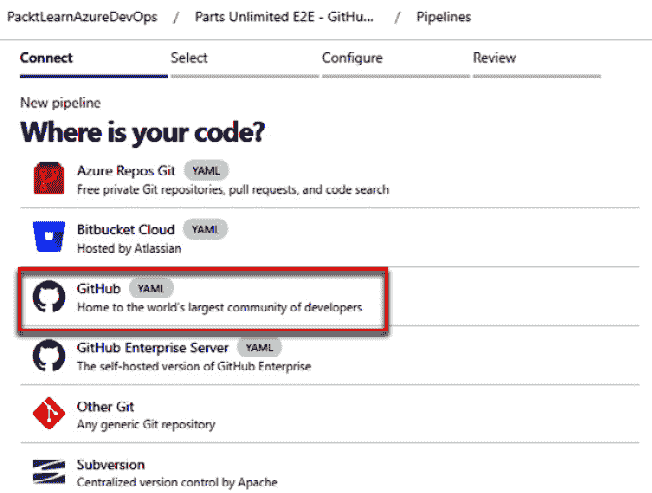 PacktLearnAzureDevOps / Parts Unlimited E2E - GitHu... / Pipelines
Connect Select Configure Review
New pipeline
Where is your code?
Azure Repos Git YAML
Free private Git repositories, pull requests, and code search
Bitbucket Cloud YAML
Hosted by Atlassian
GitHub YAML
Home to the world's largest community of developers
GitHub Enterprise Server YAML
The self-hosted version of GitHub Enterprise
Other Git
Any generic Git repository
Subversion
Centralized version control by Apache